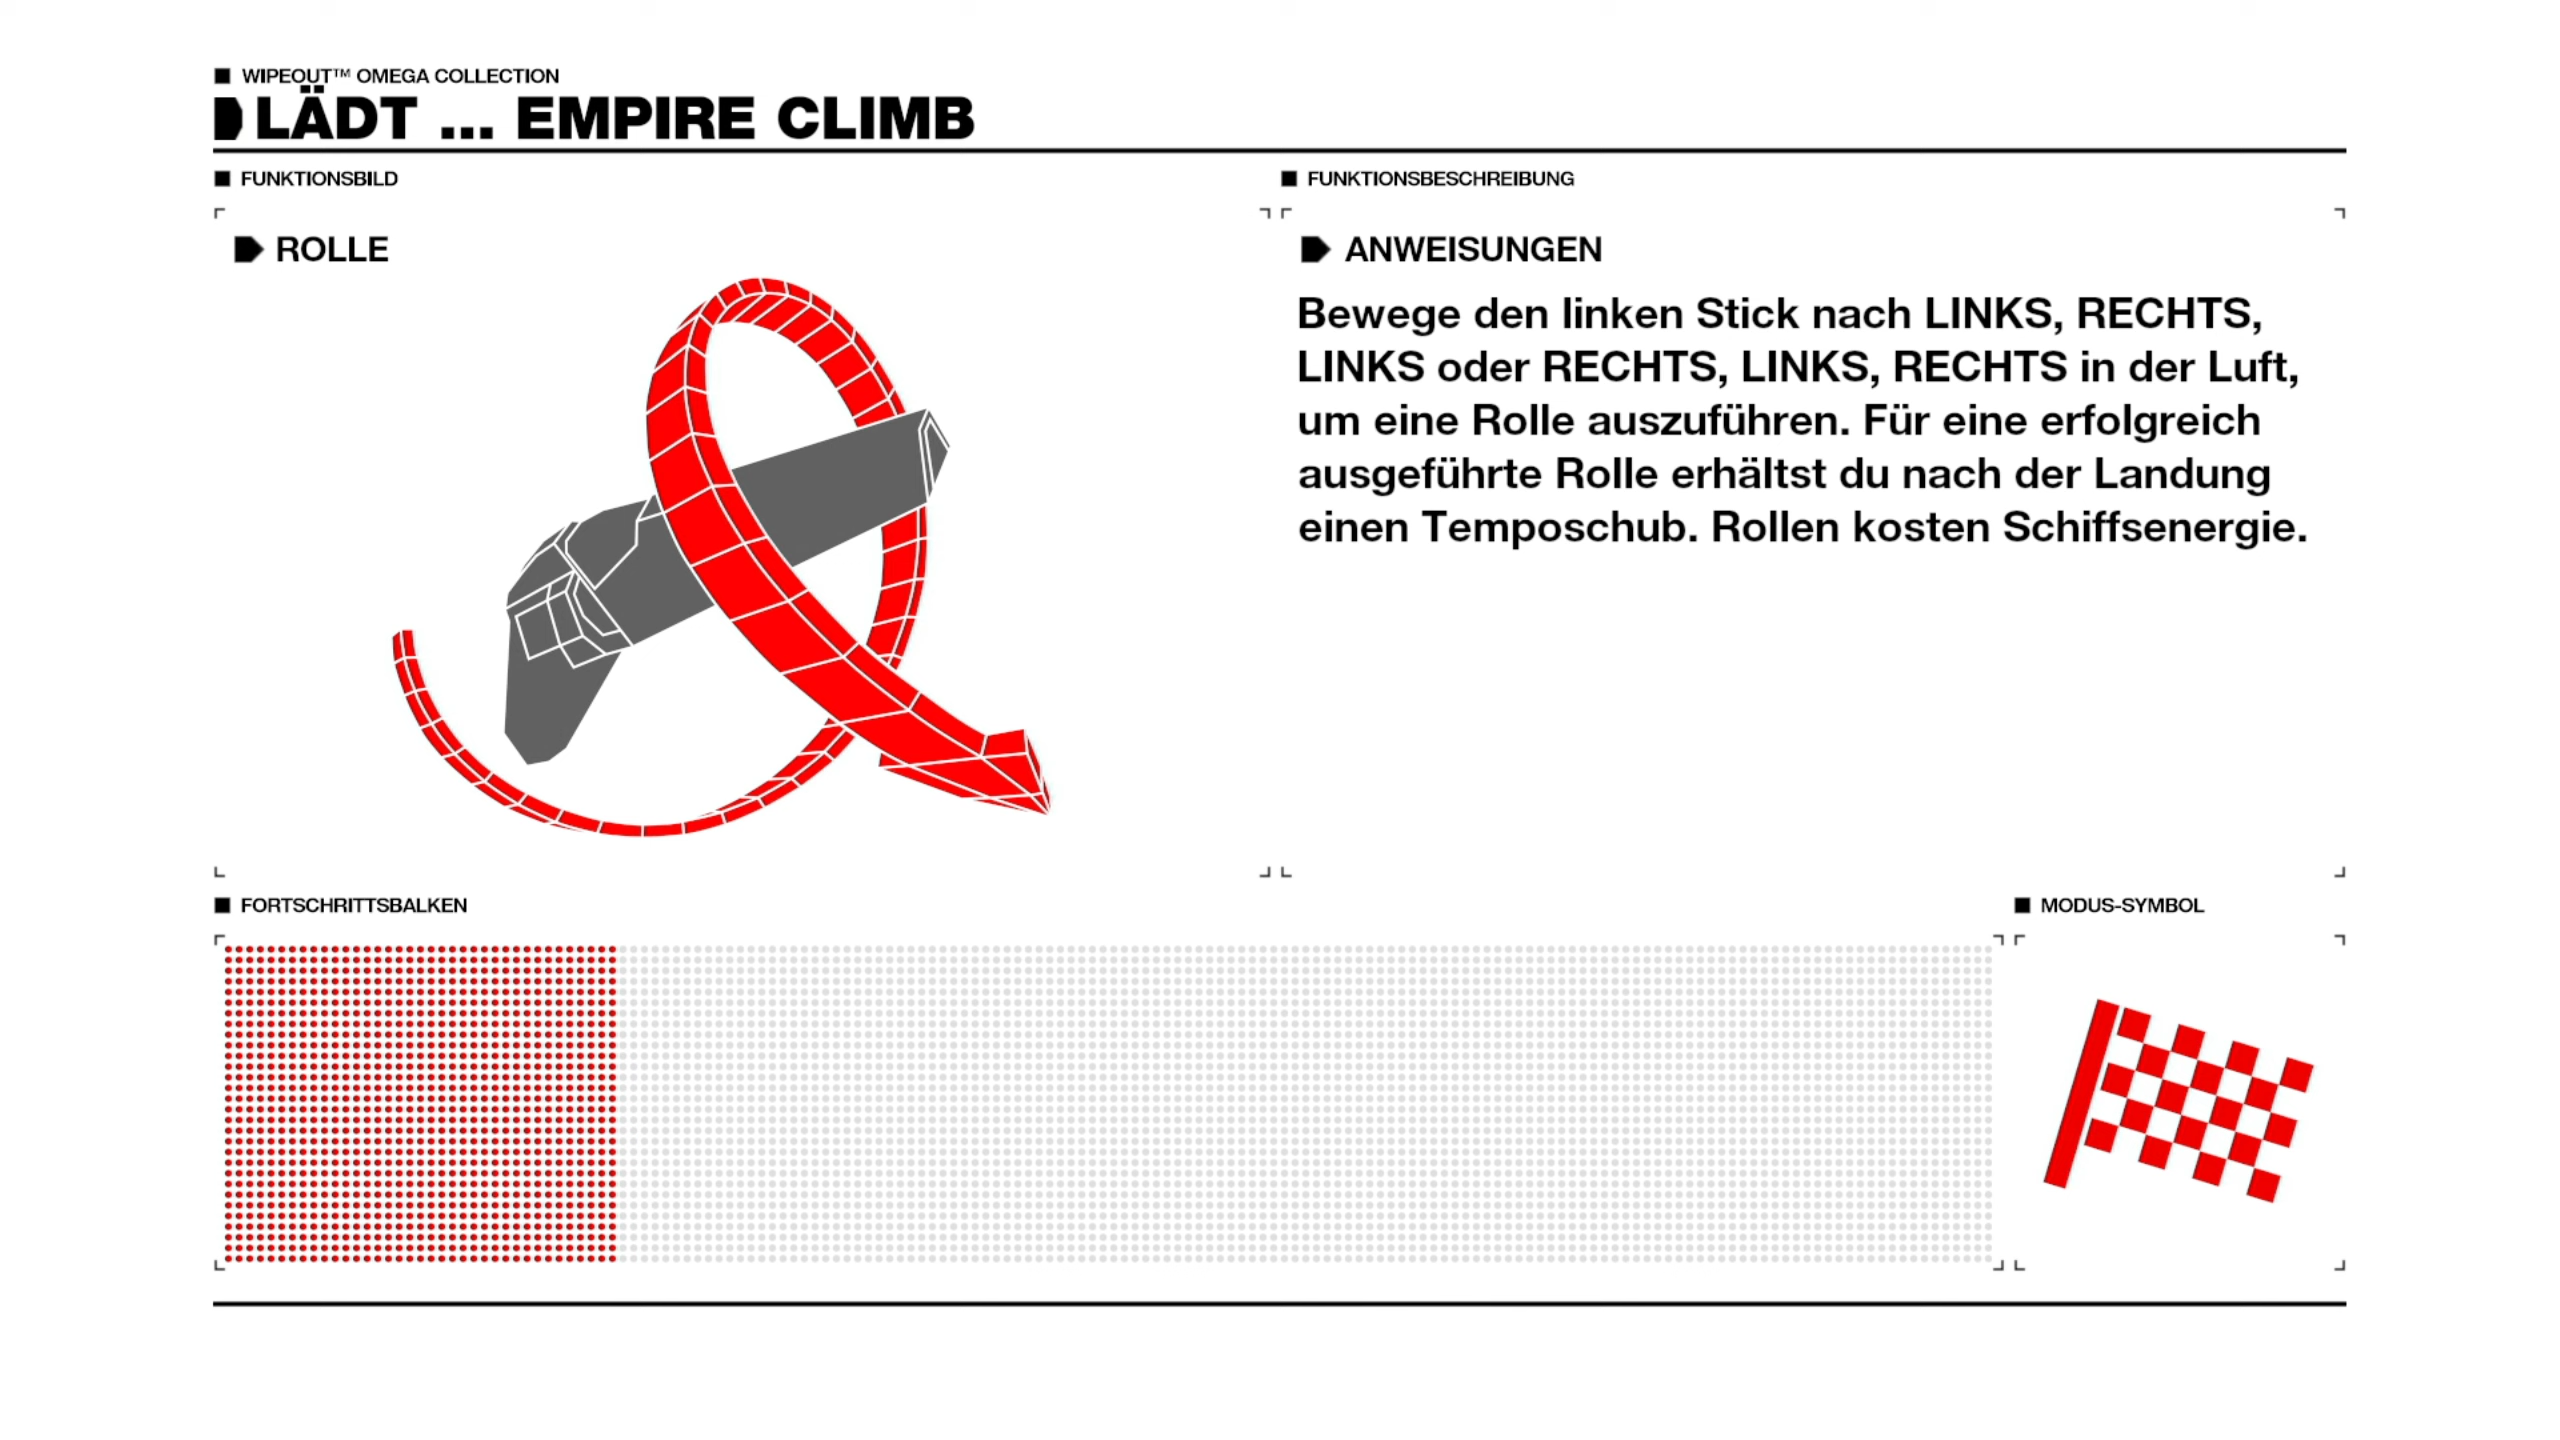 WIPEOUT™ OMEGA COLLECTION
LÄDT ... EMPIRE CLIMB
FUNKTIONSBILD
ROLLE
FUNKTIONSBESCHREIBUNG
ANWEISUNGEN
Bewege den linken Stick nach LINKS, RECHTS,
LINKS oder RECHTS, LINKS, RECHTS in der Luft,
um eine Rolle auszuführen. Für eine erfolgreich
ausgeführte Rolle erhältst du nach der Landung
einen Temposchub. Rollen kosten Schiffsenergie.
FORTSCHRITTSBALKEN
MODUS-SYMBOL